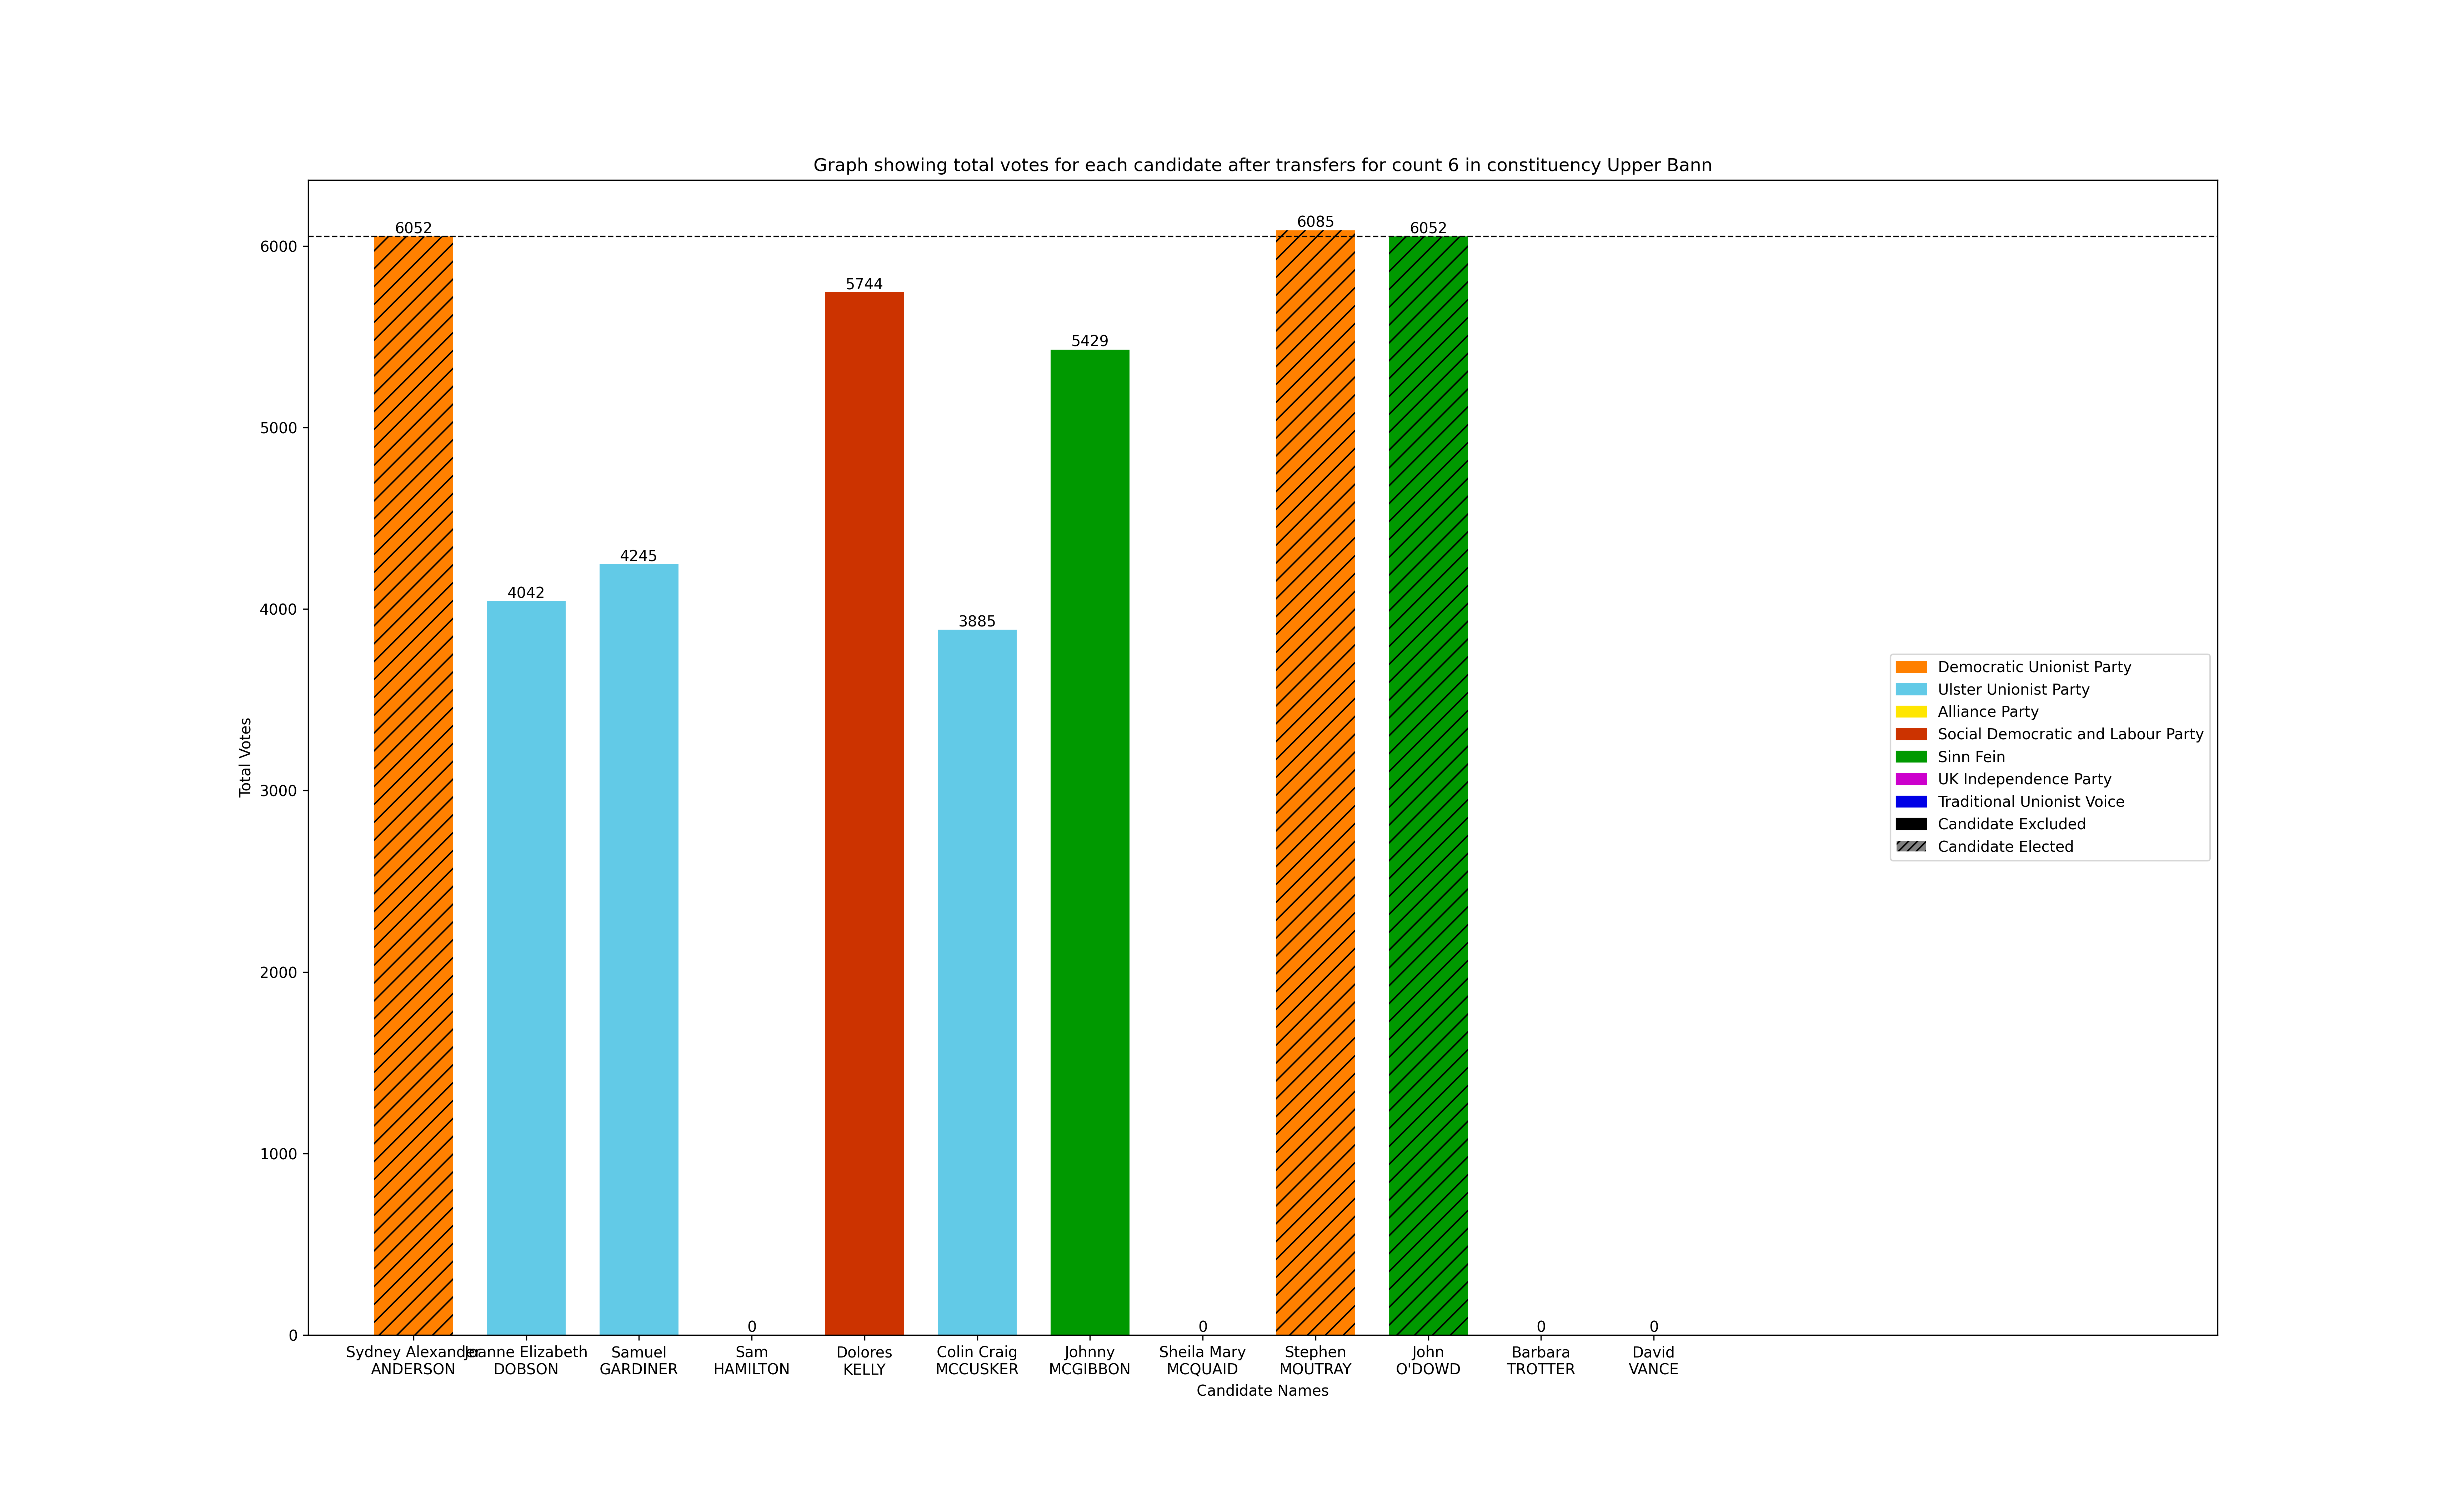 Graph showing total votes for each candidate after transfers for count 6 in constituency Upper Bann
Total Votes
6000
5000
4000
3000
2000
1000
0
6052
4042
4245
0
5744
3885
5429
0
6085
6052
0
0
Sydney Alexander
ANDERSON
Joanne Elizabeth
DOBSON
Samuel
GARDINER
Sam
HAMILTON
Dolores
KELLY
Colin Craig
MCCUSKER
Johnny
MCGIBBON
Sheila Mary
MCQUAID
Stephen
MOUTRAY
John
O'DOWD
Barbara
TROTTER
David
VANCE
Candidate Names
Democratic Unionist Party
Ulster Unionist Party
Alliance Party
Social Democratic and Labour Party
Sinn Fein
UK Independence Party
Traditional Unionist Voice
Candidate Excluded
Candidate Elected